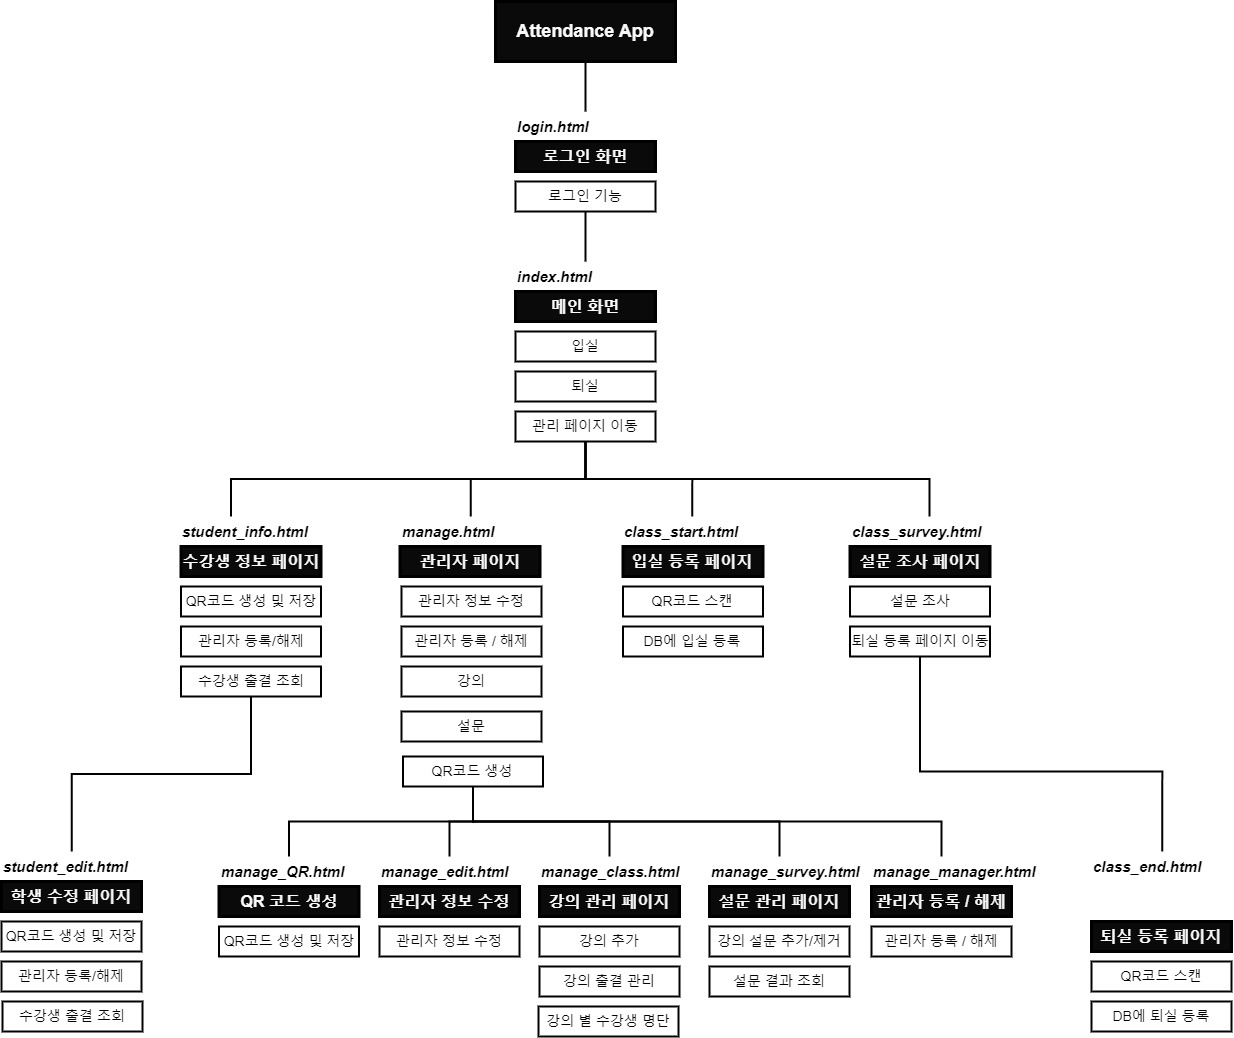 Attendance App
login.html
로그인 화면
로그인 기능
index.html
메인 화면
입실
퇴실
관리 페이지 이동
student_info.html
수강생 정보 페이지
QR코드 생성 및 저장
관리자 등록/해제
수강생 출결 조회
manage.html
관리자 페이지
관리자 정보 수정
관리자 등록 / 해제
강의
설문
QR코드 생성
class_start.html
입실 등록 페이지
QR코드 스캔
DB에 입실 등록
class_survey.html
설문 조사 페이지
설문 조사
퇴실 등록 페이지 이동
student_edit.html
학생 수정 페이지
QR코드 생성 및 저장
관리자 등록/해제
수강생 출결 조회
manage_QR.html
QR 코드 생성
QR코드 생성 및 저장
manage_edit.html
관리자 정보 수정
관리자 정보 수정
manage_class.html
강의 관리 페이지
강의 추가
강의 출결 관리
강의 별 수강생 명단
manage_survey.html
설문 관리 페이지
강의 설문 추가/제거
설문 결과 조회
manage_manager.html
관리자 등록 / 해제
관리자 등록 / 해제
class_end.html
퇴실 등록 페이지
QR코드 스캔
DB에 퇴실 등록